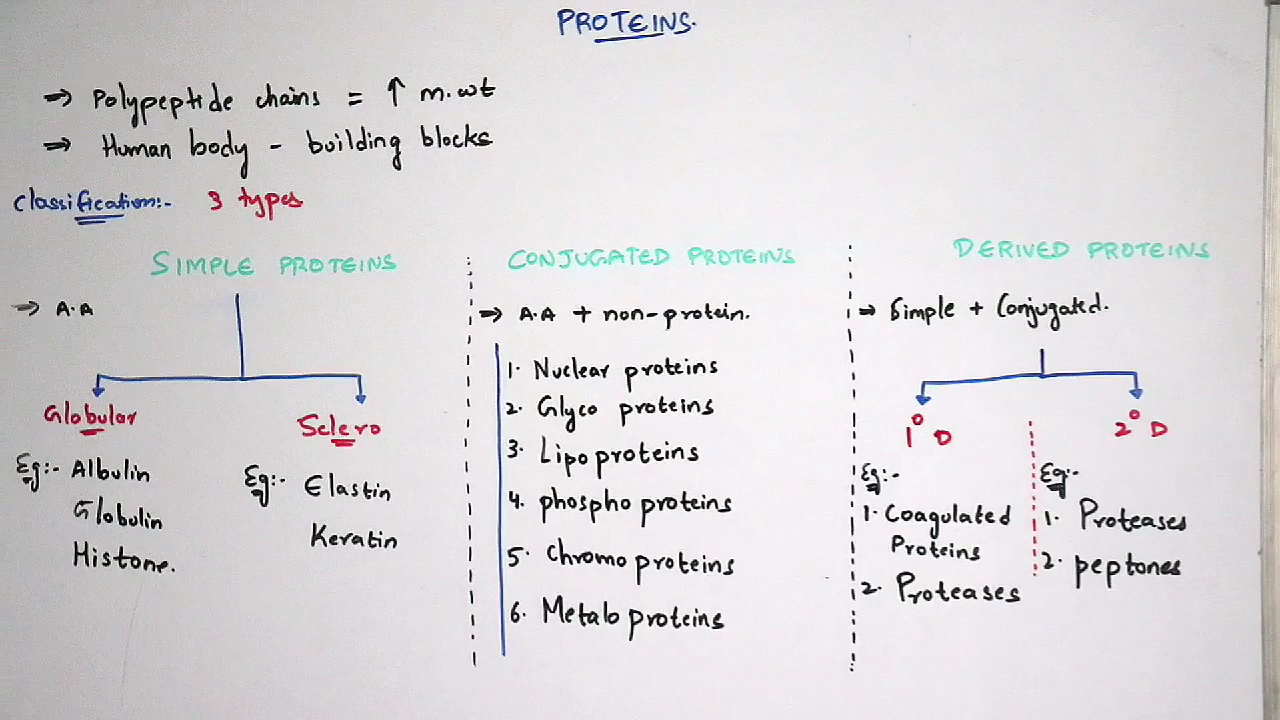 PROTEINS.
⇒ Polypeptide chains = ↑ m.wt
⇒ Human body - building blocks
Classification:- 3 types
SIMPLE PROTEINS
→ A.A
Globular
Eg:- Albulin
Globulin
Histone.
Sclero
Eg:- Elastin
Keratin
CONJUGATED PROTEINS
→ A.A + non-protein.
1. Nuclear proteins
2. Glyco proteins
3. Lipoproteins
4. phospho proteins
5. Chromo proteins
6. Metalo proteins
DERIVED PROTEINS
→ Simple + Conjugated.
1° D
Eg:-
1. Coagulated
Proteins
2. Proteases
2° D
Eg:-
1. Proteases
2. peptones